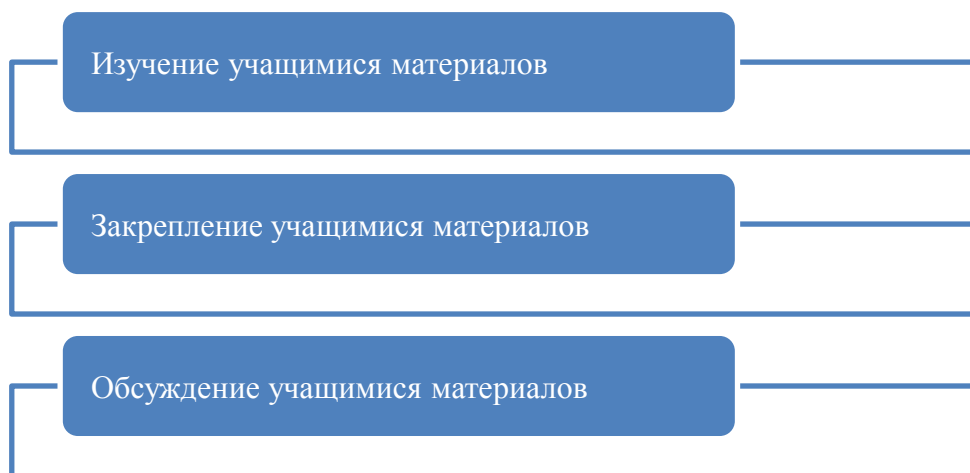 Изучение учащимися материалов
Закрепление учащимися материалов
Обсуждение учащимися материалов